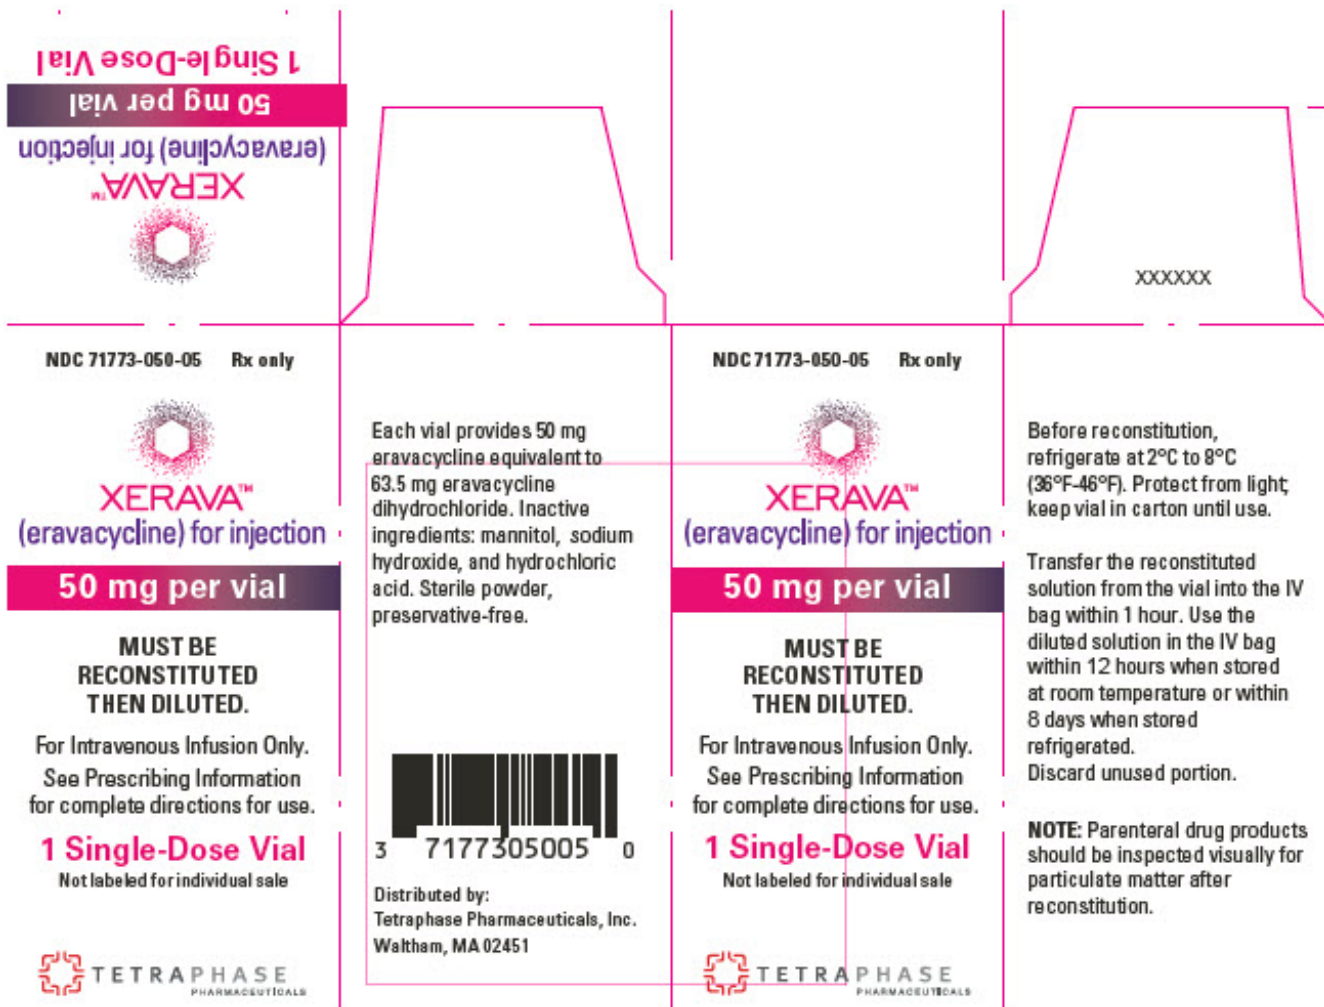 1 Single-Dose Vial
50 mg per vial
(eravacycline) for injection
XERAVA™
XXXXXX
NDC 71773-050-05 Rx only
XERAVA™
(eravacycline) for injection
50 mg per vial
MUST BE
RECONSTITUTED
THEN DILUTED.
For Intravenous Infusion Only.
See Prescribing Information
for complete directions for use.
1 Single-Dose Vial
Not labeled for individual sale
TETRAPHASE
PHARMACEUTICALS
Each vial provides 50 mg
eravacycline equivalent to
63.5 mg eravacycline
dihydrochloride. Inactive
ingredients: mannitol, sodium
hydroxide, and hydrochloric
acid. Sterile powder,
preservative-free.
3 7177305005 0
Distributed by:
Tetraphase Pharmaceuticals, Inc.
Waltham, MA 02451
NDC 71773-050-05 Rx only
XERAVA™
(eravacycline) for injection
50 mg per vial
MUST BE
RECONSTITUTED
THEN DILUTED.
For Intravenous Infusion Only.
See Prescribing Information
for complete directions for use.
1 Single-Dose Vial
Not labeled for individual sale
TETRAPHASE
PHARMACEUTICALS
Before reconstitution,
refrigerate at 2°C to 8°C
(36°F-46°F). Protect from light;
keep vial in carton until use.
Transfer the reconstituted
solution from the vial into the IV
bag within 1 hour. Use the
diluted solution in the IV bag
within 12 hours when stored
at room temperature or within
8 days when stored
refrigerated.
Discard unused portion.
NOTE: Parenteral drug products
should be inspected visually for
particulate matter after
reconstitution.